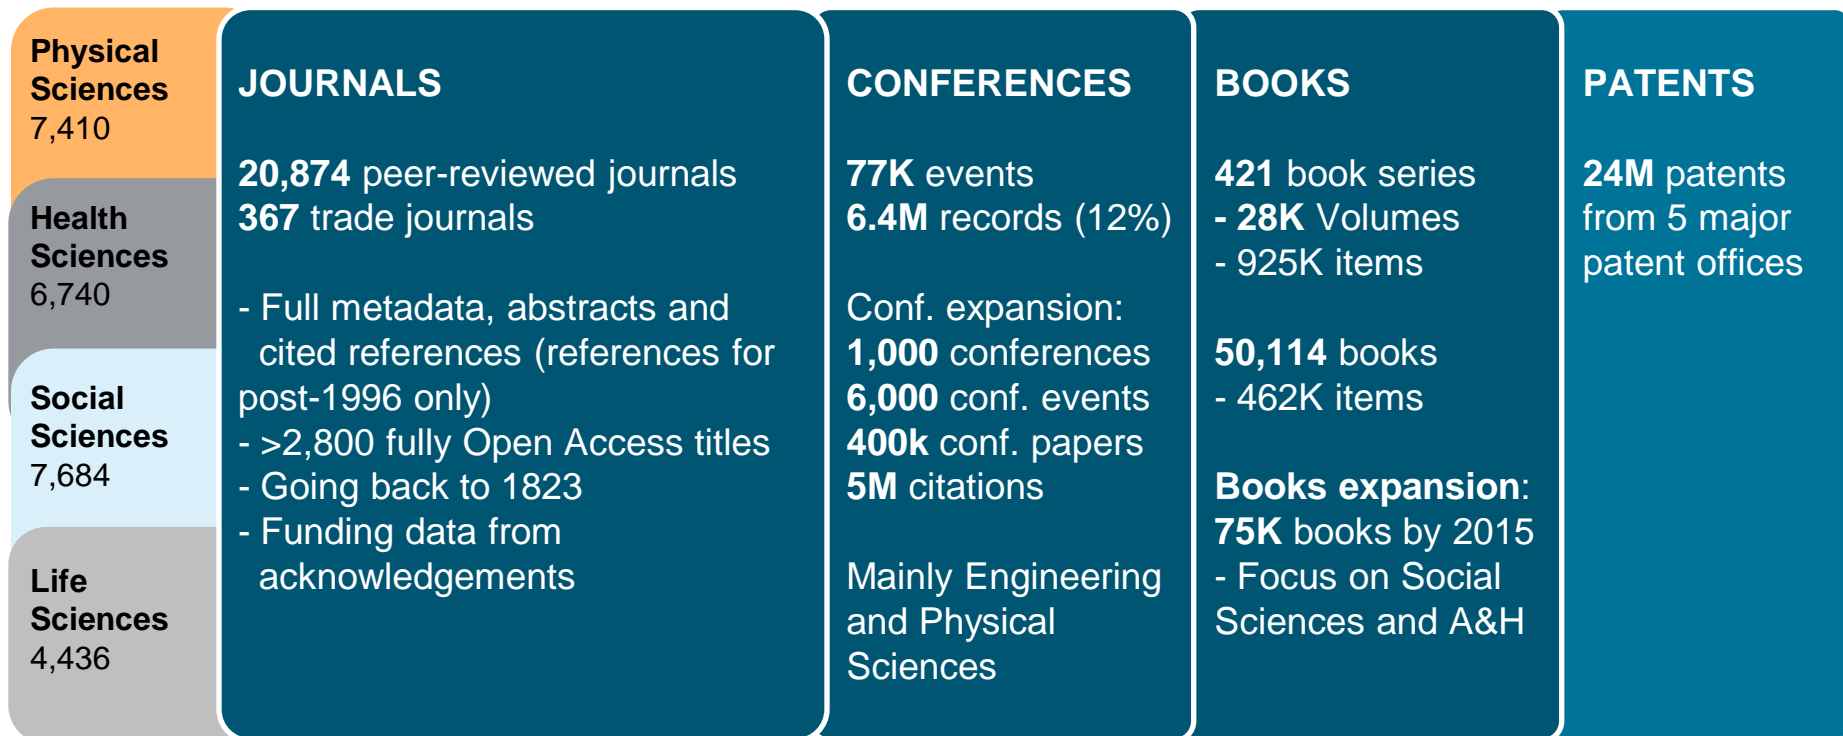 Physical
Sciences
7,410
Health
Sciences
6,740
Social
Sciences
7,684
Life
Sciences
4,436
JOURNALS
20,874 peer-reviewed journals
367 trade journals
- Full metadata, abstracts and
cited references (references for
post-1996 only)
- >2,800 fully Open Access titles
- Going back to 1823
- Funding data from
acknowledgements
CONFERENCES
77K events
6.4M records (12%)
Conf. expansion:
1,000 conferences
6,000 conf. events
400k conf. papers
5M citations
Mainly Engineering
and Physical
Sciences
BOOKS
421 book series
- 28K Volumes
- 925K items
50,114 books
- 462K items
Books expansion:
75K books by 2015
- Focus on Social
Sciences and A&H
PATENTS
24M patents
from 5 major
patent offices